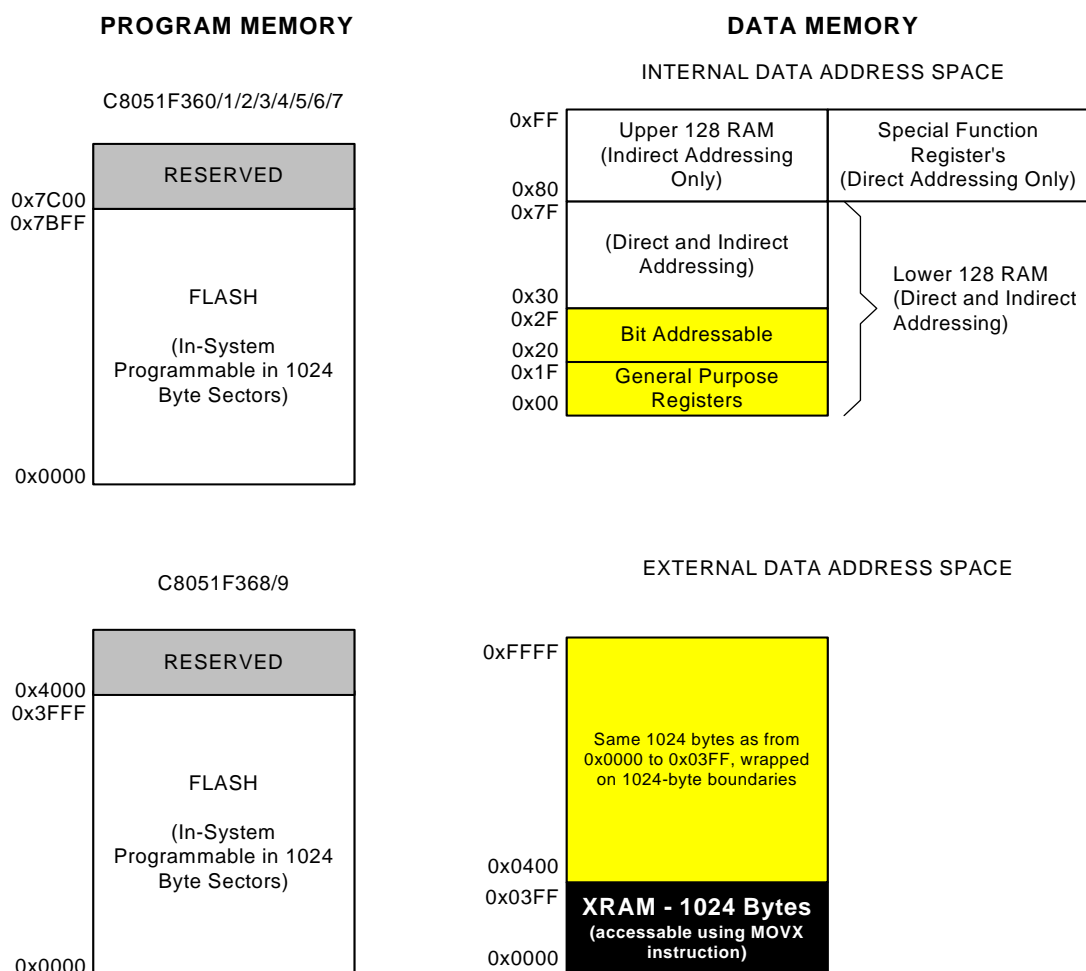 PROGRAM MEMORY
C8051F360/1/2/3/4/5/6/7
RESERVED
0x7C00
0x7BFF
FLASH
(In-System
Programmable in 1024
Byte Sectors)
0x0000
C8051F368/9
RESERVED
0x4000
0x3FFF
FLASH
(In-System
Programmable in 1024
Byte Sectors)
0x0000
DATA MEMORY
INTERNAL DATA ADDRESS SPACE
0xFF
Upper 128 RAM
(Indirect Addressing
Only)
Special Function
Register's
(Direct Addressing Only)
0x80
0x7F
(Direct and Indirect
Addressing)
Lower 128 RAM
(Direct and Indirect
Addressing)
0x30
0x2F
Bit Addressable
0x20
0x1F
General Purpose
Registers
0x00
EXTERNAL DATA ADDRESS SPACE
0xFFFF
Same 1024 bytes as from
0x0000 to 0x03FF, wrapped
on 1024-byte boundaries
0x0400
0x03FF
XRAM - 1024 Bytes
(accessable using MOVX
instruction)
0x0000